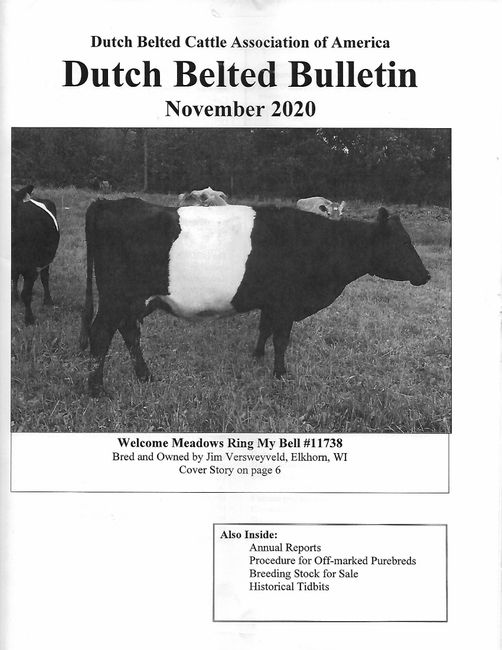 Dutch Belted Cattle Association of America
Dutch Belted Bulletin
November 2020
Welcome Meadows Ring My Bell #11738
Bred and Owned by Jim Versweyveld, Elkhorn, WI
Cover Story on page 6
Also Inside:
Annual Reports
Procedure for Off-marked Purebreds
Breeding Stock for Sale
Historical Tidbits